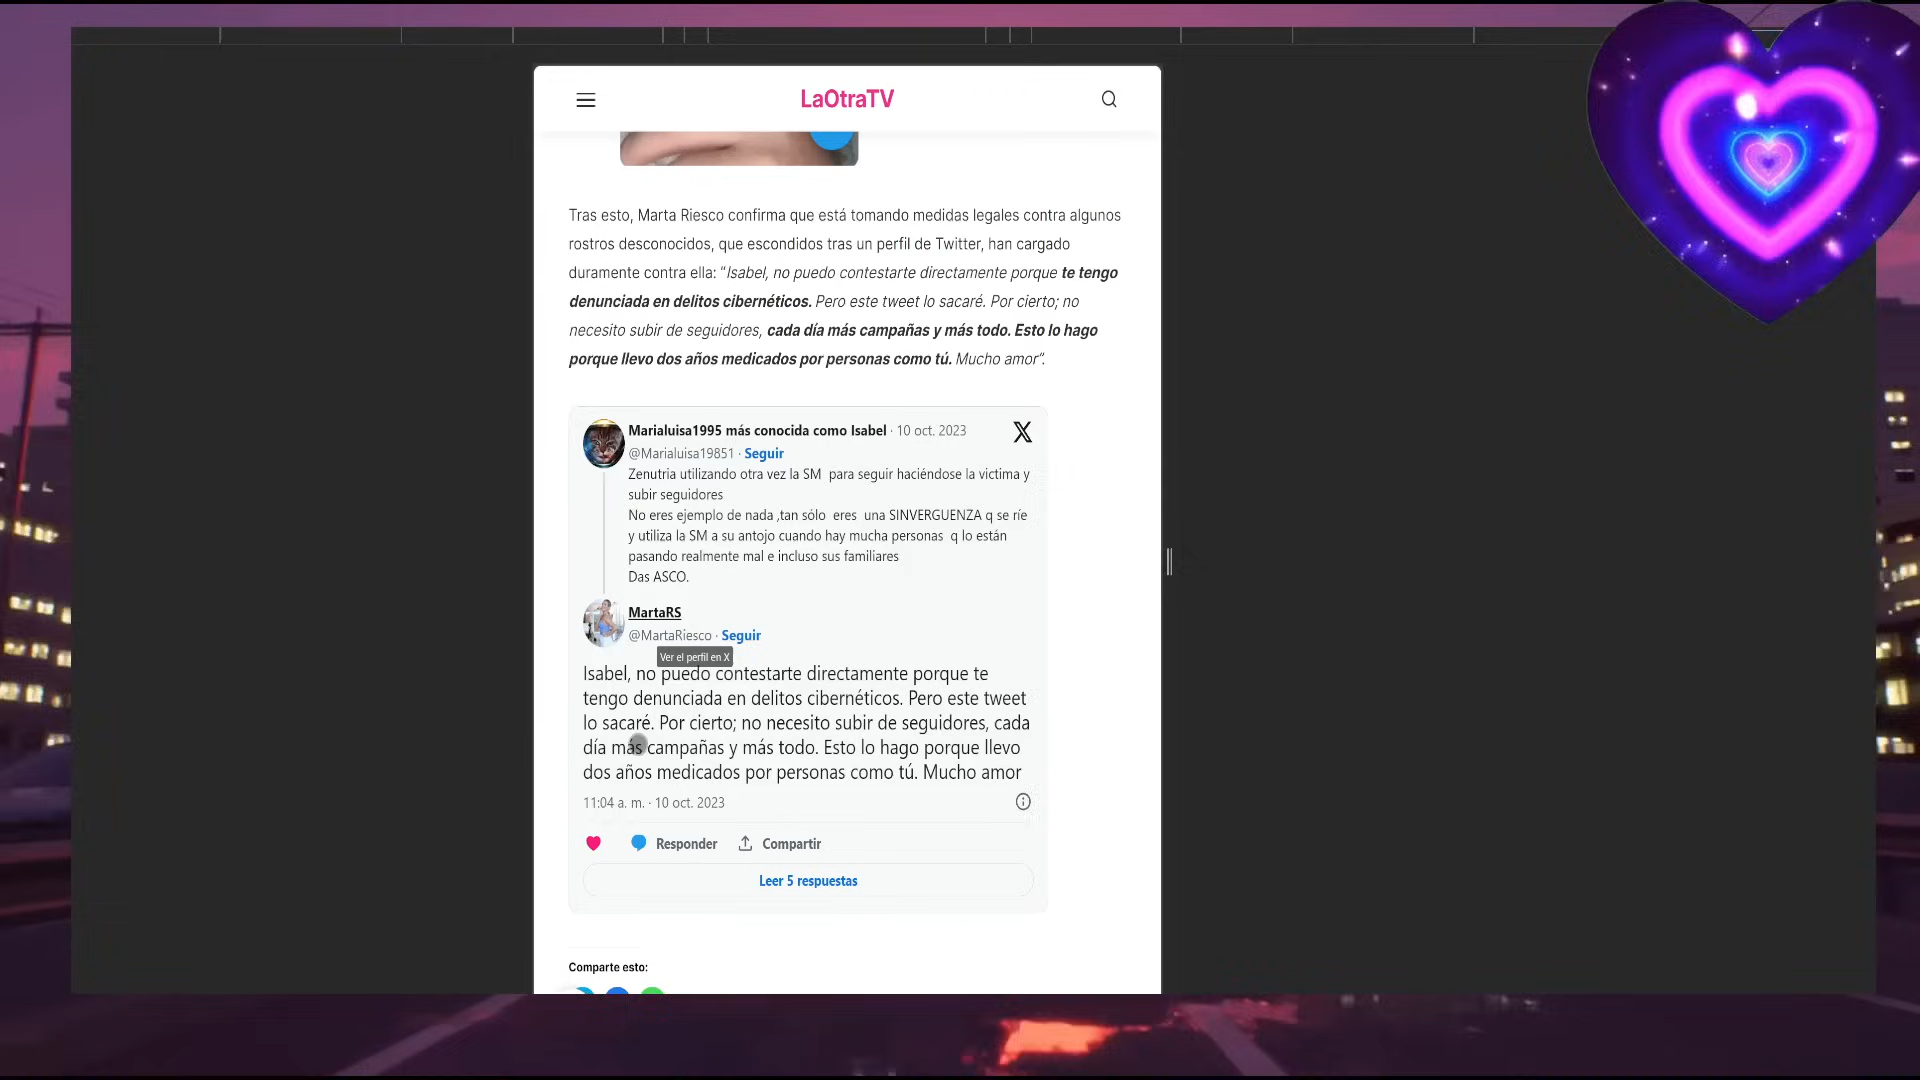 LaOtraTV
Tras esto, Marta Riesco confirma que está tomando medidas legales contra algunos
rostros desconocidos, que escondidos tras un perfil de Twitter, han cargado
duramente contra ella: “Isabel, no puedo contestarte directamente porque te tengo
denunciada en delitos cibernéticos. Pero este tweet lo sacaré. Por cierto; no
necesito subir de seguidores, cada día más campañas y más todo. Esto lo hago
porque llevo dos años medicados por personas como tú. Mucho amor”.
Marialuisa1995 más conocida como Isabel · 10 oct. 2023
@Marialuisa19851 · Seguir
Zenutria utilizando otra vez la SM para seguir haciéndose la victima y
subir seguidores
No eres ejemplo de nada ,tan sólo eres una SINVERGUENZA q se ríe
y utiliza la SM a su antojo cuando hay mucha personas q lo están
pasando realmente mal e incluso sus familiares
Das ASCO.
MartaRS
@MartaRiesco · Seguir
Ver el perfil en X
Isabel, no puedo contestarte directamente porque te
tengo denunciada en delitos cibernéticos. Pero este tweet
lo sacaré. Por cierto; no necesito subir de seguidores, cada
día más campañas y más todo. Esto lo hago porque llevo
dos años medicados por personas como tú. Mucho amor
11:04 a. m. · 10 oct. 2023
Responder Compartir
Leer 5 respuestas
Comparte esto: